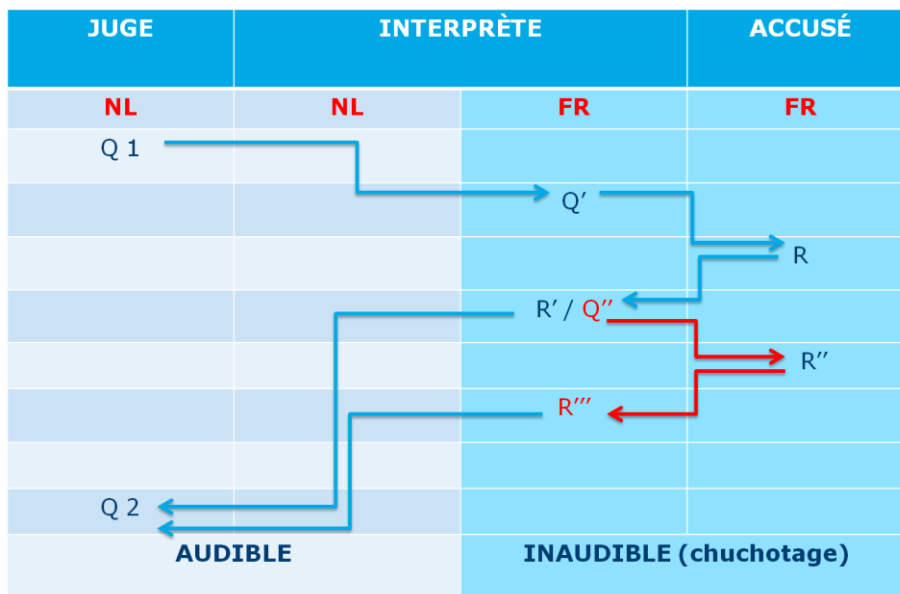 JUGE INTERPRÈTE ACCUSÉ
NL NL FR FR
Q 1
Q′
R
R′ / Q′′
R′′
R′′′
Q 2
AUDIBLE INAUDIBLE (chuchotage)